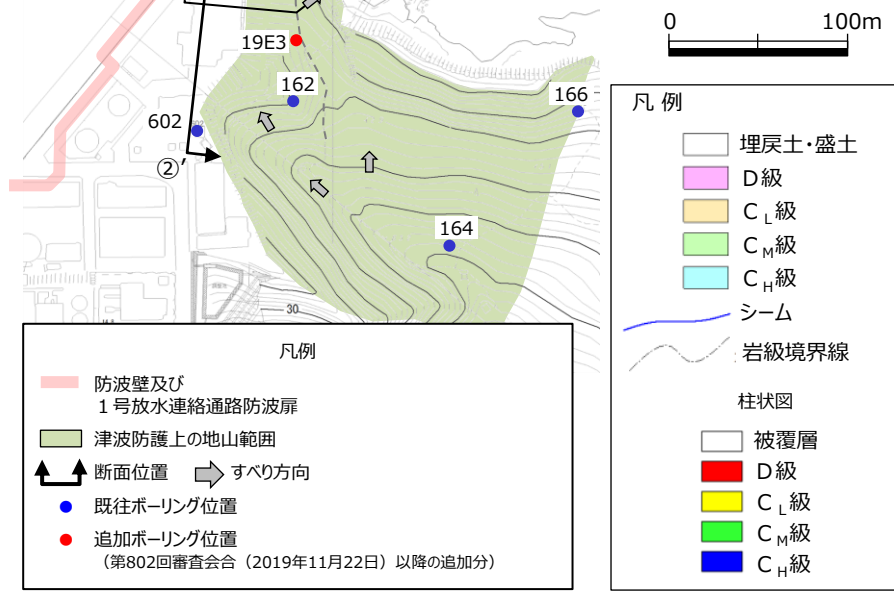 0
100m
19E3
162
166
602
②′
164
30
凡例
防波壁及び
１号放水連絡通路防波扉
津波防護上の地山範囲
断面位置 すべり方向
既往ボーリング位置
追加ボーリング位置
（第802回審査会合（2019年11月22日）以降の追加分）
凡 例
埋戻土・盛土
Ｄ級
ＣL級
ＣM級
ＣH級
シーム
岩級境界線
柱状図
被覆層
Ｄ級
ＣL級
ＣM級
ＣH級